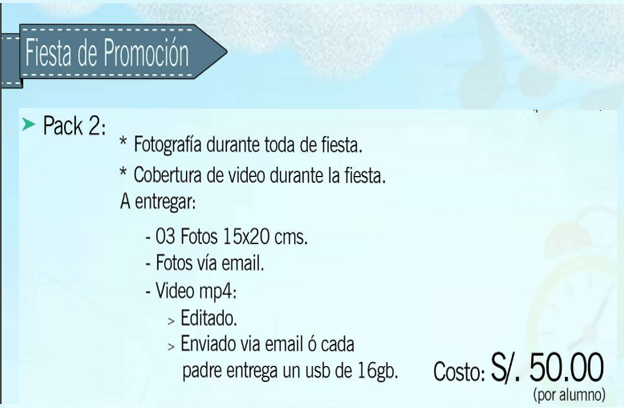 Fiesta de Promoción
➤ Pack 2:
* Fotografía durante toda de fiesta.
* Cobertura de video durante la fiesta.
A entregar:
- 03 Fotos 15x20 cms.
- Fotos vía email.
- Video mp4:
> Editado.
> Enviado via email ó cada
padre entrega un usb de 16gb.
Costo: S/. 50.00
(por alumno)